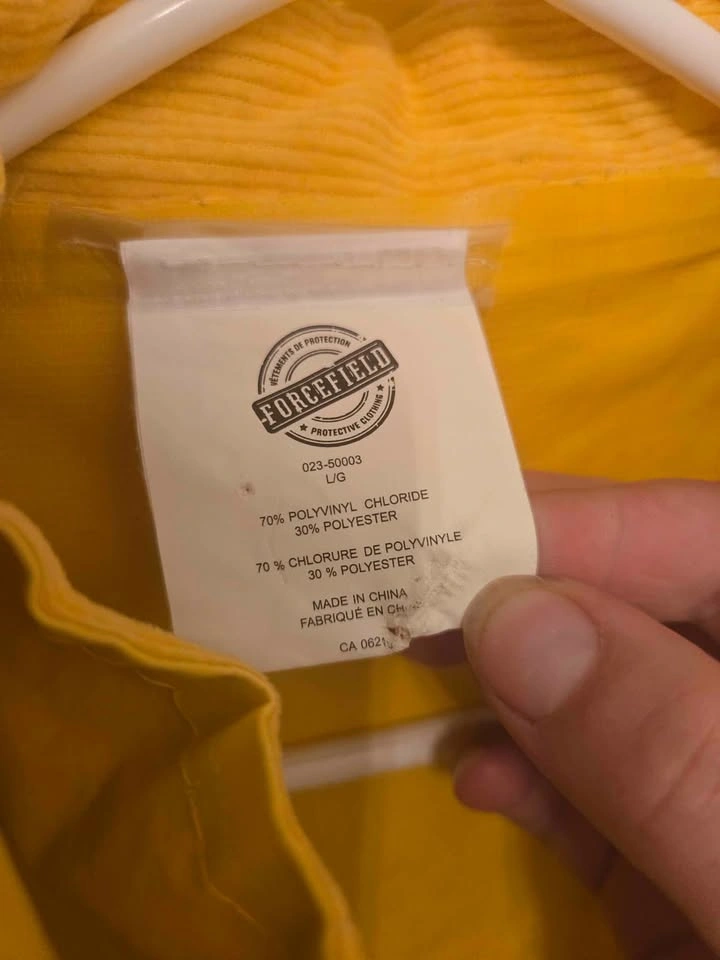 VÊTEMENTS DE PROTECTION
FORCEFIELD
PROTECTIVE CLOTHING
023-50003
L/G
70% POLYVINYL CHLORIDE
30% POLYESTER
70 % CHLORURE DE POLYVINYLE
30 % POLYESTER
MADE IN CHINA
FABRIQUÉ EN
CA